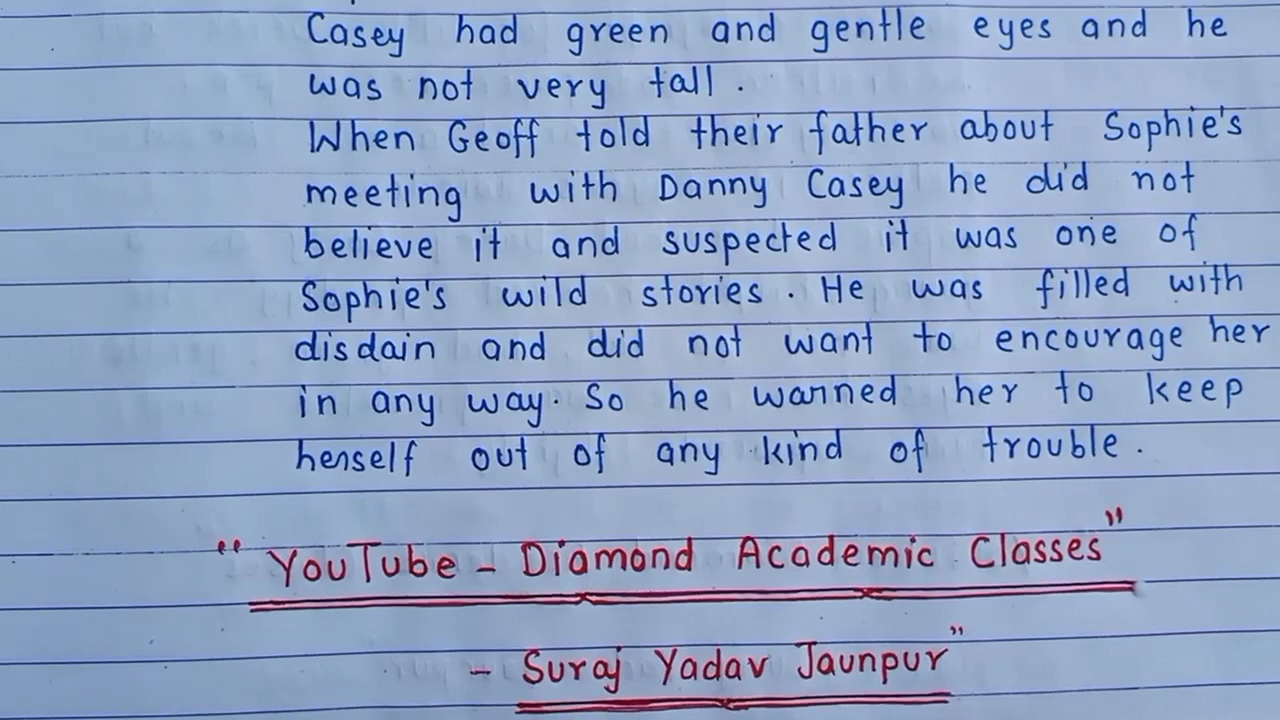 Casey had green and gentle eyes and he
was not very tall.
When Geoff told their father about Sophie's
meeting with Danny Casey he did not
believe it and suspected it was one of
Sophie's wild stories. He was filled with
disdain and did not want to encourage her
in any way. So he warned her to keep
herself out of any kind of trouble.
"YouTube - Diamond Academic Classes"
- Suraj Yadav Jaunpur"